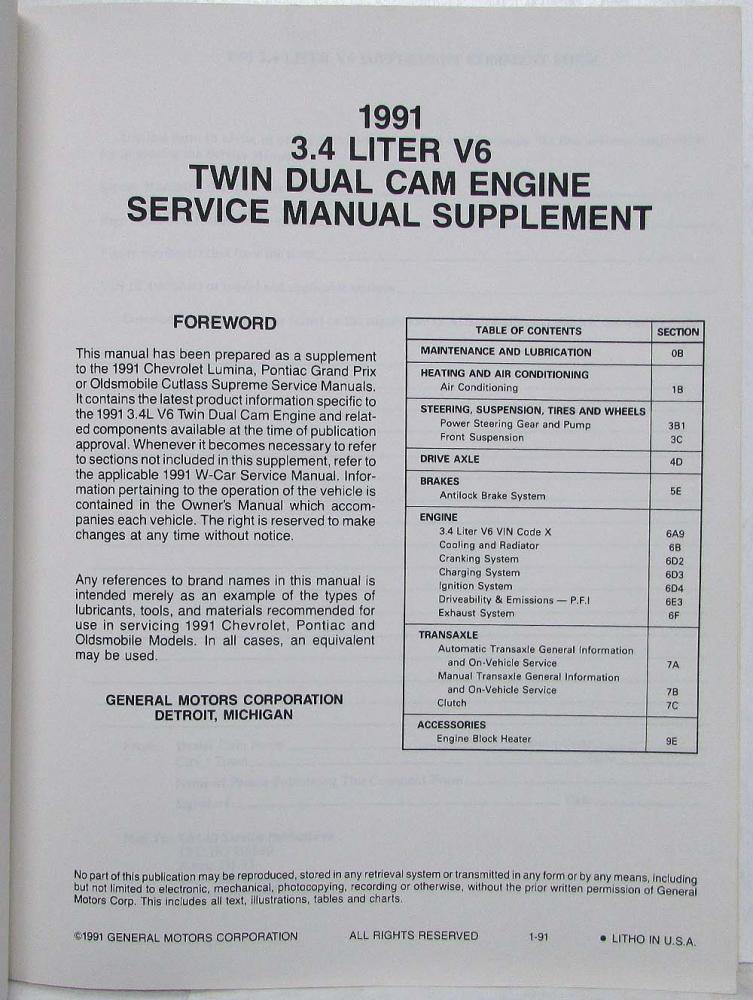 1991
3.4 LITER V6
TWIN DUAL CAM ENGINE
SERVICE MANUAL SUPPLEMENT
FOREWORD
This manual has been prepared as a supplement
to the 1991 Chevrolet Lumina, Pontiac Grand Prix
or Oldsmobile Cutlass Supreme Service Manuals.
It contains the latest product information specific to
the 1991 3.4L V6 Twin Dual Cam Engine and relat-
ed components available at the time of publication
approval. Whenever it becomes necessary to refer
to sections not included in this supplement, refer to
the applicable 1991 W-Car Service Manual. Infor-
mation pertaining to the operation of the vehicle is
contained in the Owner's Manual which accom-
panies each vehicle. The right is reserved to make
changes at any time without notice.
Any references to brand names in this manual is
intended merely as an example of the types of
lubricants, tools, and materials recommended for
use in servicing 1991 Chevrolet, Pontiac and
Oldsmobile Models. In all cases, an equivalent
may be used.
GENERAL MOTORS CORPORATION
DETROIT, MICHIGAN
TABLE OF CONTENTS SECTION
MAINTENANCE AND LUBRICATION 0B
HEATING AND AIR CONDITIONING
Air Conditioning 1B
STEERING, SUSPENSION, TIRES AND WHEELS
Power Steering Gear and Pump 3B1
Front Suspension 3C
DRIVE AXLE 4D
BRAKES
Antilock Brake System 5E
ENGINE
3.4 Liter V6 VIN Code X 6A9
Cooling and Radiator 6B
Cranking System 6D2
Charging System 6D3
Ignition System 6D4
Driveability & Emissions — P.F.I 6E3
Exhaust System 6F
TRANSAXLE
Automatic Transaxle General Information
and On-Vehicle Service 7A
Manual Transaxle General Information
and On-Vehicle Service 7B
Clutch 7C
ACCESSORIES
Engine Block Heater 9E
No part of this publication may be reproduced, stored in any retrieval system or transmitted in any form or by any means, including
but not limited to electronic, mechanical, photocopying, recording or otherwise, without the prior written permission of General
Motors Corp. This includes all text, illustrations, tables and charts.
©1991 GENERAL MOTORS CORPORATION ALL RIGHTS RESERVED 1-91 • LITHO IN U.S.A.